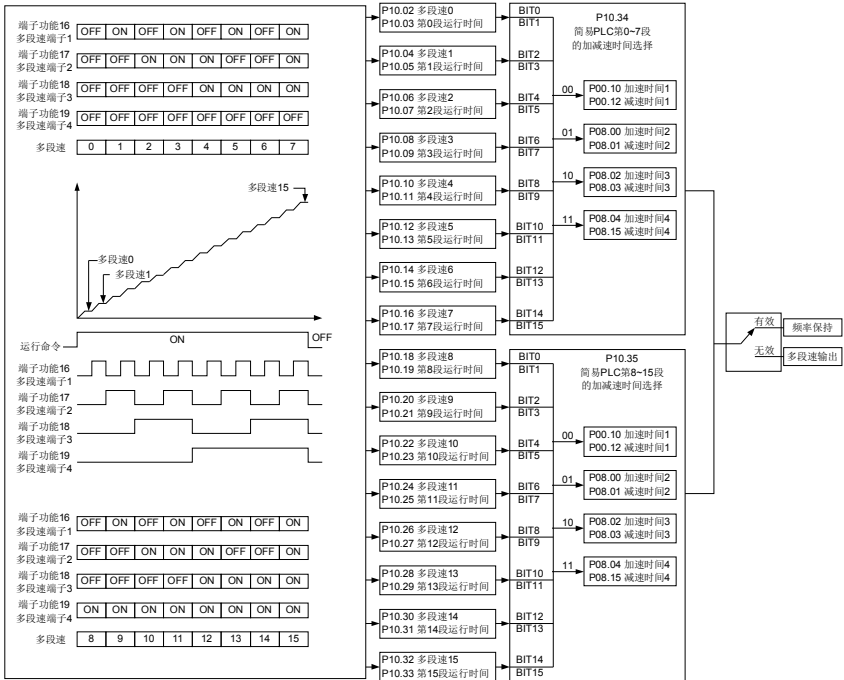 端子功能16
多段速端子1
OFF ON OFF ON OFF ON OFF ON
端子功能17
多段速端子2
OFF OFF ON ON OFF OFF ON ON
端子功能18
多段速端子3
OFF OFF OFF OFF ON ON ON ON
端子功能19
多段速端子4
OFF OFF OFF OFF OFF OFF OFF OFF
多段速
0 1 2 3 4 5 6 7
多段速15
多段速0
多段速1
运行命令
ON
OFF
端子功能16
多段速端子1
端子功能17
多段速端子2
端子功能18
多段速端子3
端子功能19
多段速端子4
端子功能16
多段速端子1
OFF ON OFF ON OFF ON OFF ON
端子功能17
多段速端子2
OFF OFF ON ON ON OFF OFF ON
端子功能18
多段速端子3
OFF OFF OFF OFF ON ON ON ON
端子功能19
多段速端子4
ON ON ON ON ON ON ON ON
多段速
8 9 10 11 12 13 14 15
P10.02 多段速0
P10.03 第0段运行时间
P10.04 多段速1
P10.05 第1段运行时间
P10.06 多段速2
P10.07 第2段运行时间
P10.08 多段速3
P10.09 第3段运行时间
P10.10 多段速4
P10.11 第4段运行时间
P10.12 多段速5
P10.13 第5段运行时间
P10.14 多段速6
P10.15 第6段运行时间
P10.16 多段速7
P10.17 第7段运行时间
P10.18 多段速8
P10.19 第8段运行时间
P10.20 多段速9
P10.21 第9段运行时间
P10.22 多段速10
P10.23 第10段运行时间
P10.24 多段速11
P10.25 第11段运行时间
P10.26 多段速12
P10.27 第12段运行时间
P10.28 多段速13
P10.29 第13段运行时间
P10.30 多段速14
P10.31 第14段运行时间
P10.32 多段速15
P10.33 第15段运行时间
BIT0
BIT1
BIT2
BIT3
BIT4
BIT5
BIT6
BIT7
BIT8
BIT9
BIT10
BIT11
BIT12
BIT13
BIT14
BIT15
P10.34
简易PLC第0~7段
的加减速时间选择
00
P00.10 加速时间1
P00.12 减速时间1
01
P08.00 加速时间2
P08.01 减速时间2
10
P08.02 加速时间3
P08.03 减速时间3
11
P08.04 加速时间4
P08.15 减速时间4
BIT0
BIT1
BIT2
BIT3
BIT4
BIT5
BIT6
BIT7
BIT8
BIT9
BIT10
BIT11
BIT12
BIT13
BIT14
BIT15
P10.35
简易PLC第8~15段
的加减速时间选择
00
P00.10 加速时间1
P00.12 减速时间1
01
P08.00 加速时间2
P08.01 减速时间2
10
P08.02 加速时间3
P08.03 减速时间3
11
P08.04 加速时间4
P08.15 减速时间4
有效
频率保持
无效
多段速输出